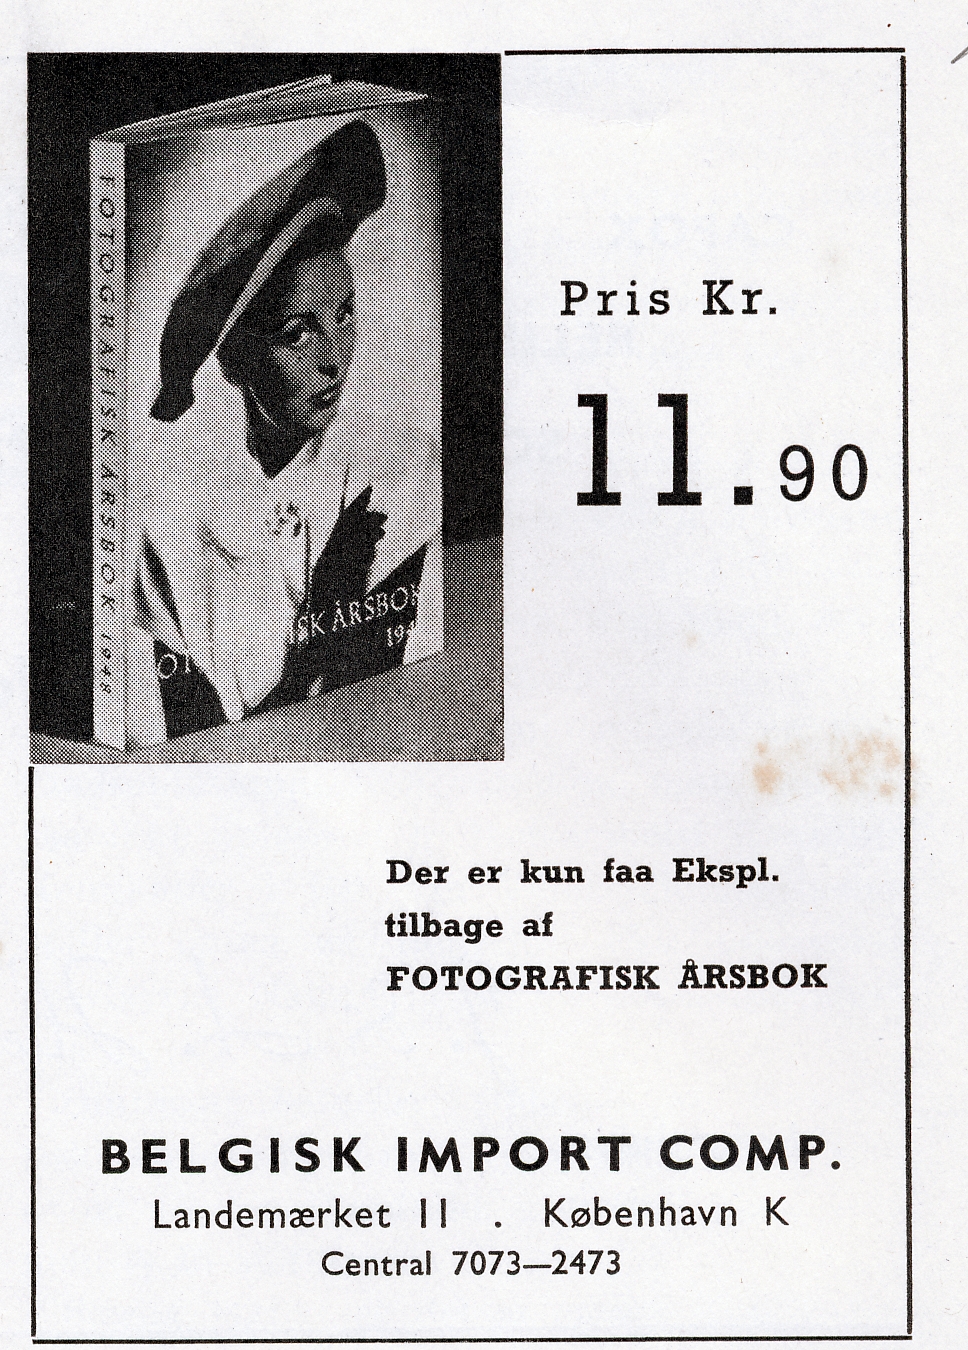 FOTOGRAFISK ÅRSBOK 1948
SK ÅRSBOK
Pris Kr.
11.90
Der er kun faa Ekspl.
tilbage af
FOTOGRAFISK ÅRSBOK
BELGISK IMPORT COMP.
Landemærket 11 . København K
Central 7073—2473